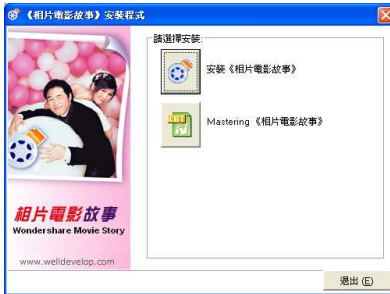 《相片電影故事》安裝程式
請選擇安裝:
安裝《相片電影故事》
Mastering 《相片電影故事》
相片電影故事
Wondershare Movie Story
www.welldevelop.com
退出 (E)